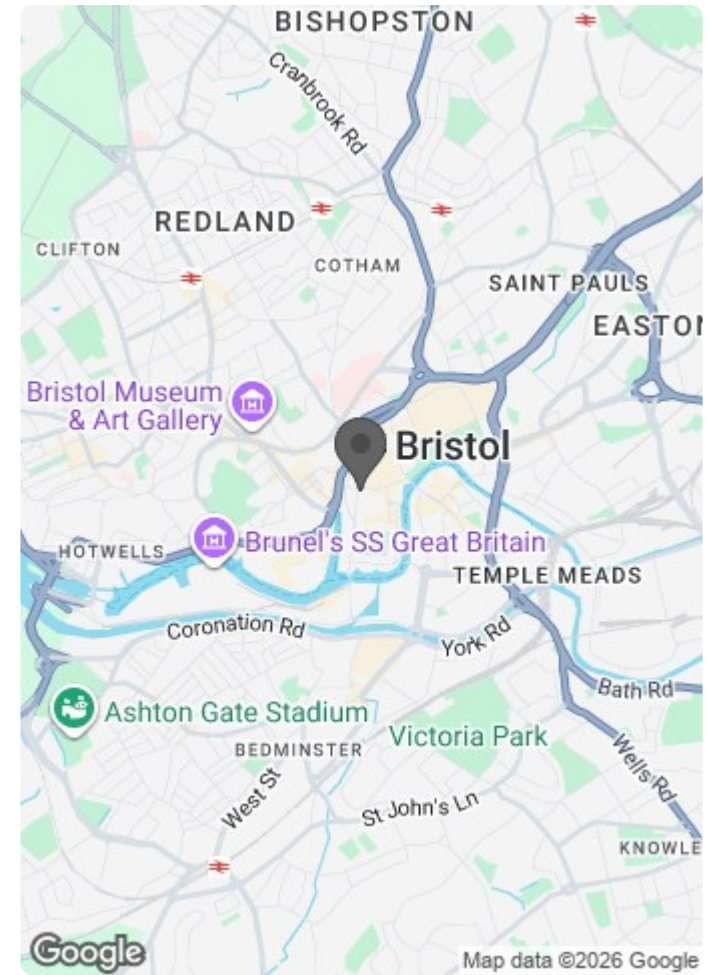 BISHOPSTON
Cranbrook Rd
REDLAND
CLIFTON
COTHAM
SAINT PAULS
EASTON
Bristol Museum
& Art Gallery
Bristol
Brunel's SS Great Britain
HOTWELLS
TEMPLE MEADS
Coronation Rd
York Rd
Bath Rd
Ashton Gate Stadium
Victoria Park
BEDMINSTER
Wells Rd
West St
St John's Ln
KNOWLE
Google
Map data ©2026 Google